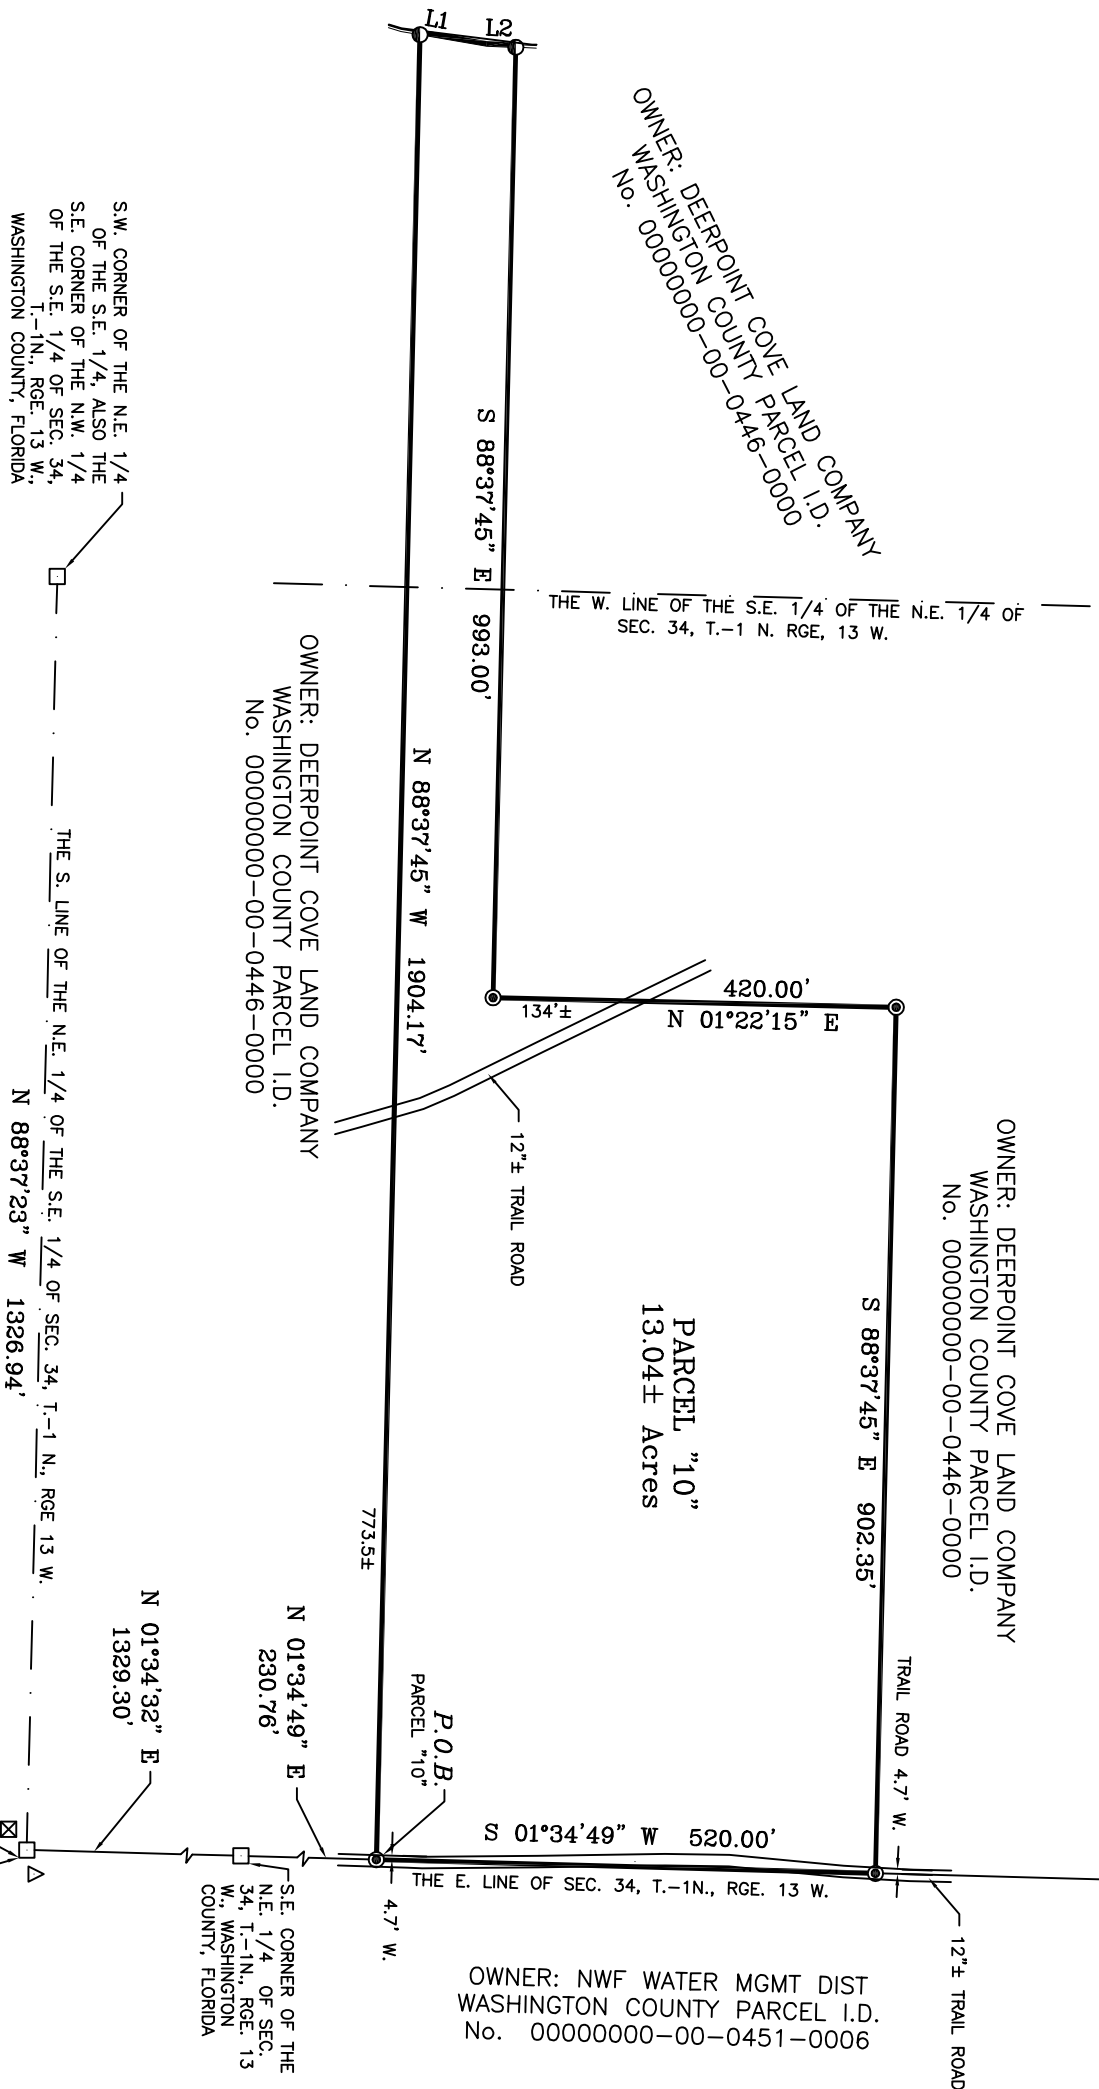 L1
L2
OWNER: DEERPOINT COVE LAND COMPANY
WASHINGTON COUNTY PARCEL I.D.
No. 00000000-00-0446-0000
S 88°37'45" E 993.00'
THE W. LINE OF THE S.E. 1/4 OF THE N.E. 1/4 OF
SEC. 34, T.-1 N. RGE, 13 W.
S.W. CORNER OF THE N.E. 1/4
OF THE S.E. 1/4, ALSO THE
S.E. CORNER OF THE N.W. 1/4
OF THE S.E. 1/4 OF SEC. 34,
T.-1N., RGE. 13 W.,
WASHINGTON COUNTY, FLORIDA
OWNER: DEERPOINT COVE LAND COMPANY
WASHINGTON COUNTY PARCEL I.D.
No. 00000000-00-0446-0000
N 88°37'45" W 1904.17'
420.00'
N 01°22'15" E
134'±
12"± TRAIL ROAD
OWNER: DEERPOINT COVE LAND COMPANY
WASHINGTON COUNTY PARCEL I.D.
No. 00000000-00-0446-0000
S 88°37'45" E 902.35'
PARCEL "10"
13.04± Acres
THE S. LINE OF THE N.E. 1/4 OF THE S.E. 1/4 OF SEC. 34, T.-1 N., RGE 13 W.
N 88°37'23" W 1326.94'
773.5±
N 01°34'32" E
1329.30'
N 01°34'49" E
230.76'
P.O.B.
PARCEL "10"
TRAIL ROAD 4.7' W.
S 01°34'49" W 520.00'
THE E. LINE OF SEC. 34, T.-1N., RGE. 13 W.
4.7' W.
12"± TRAIL ROAD
S.E. CORNER OF THE
N.E. 1/4 OF SEC.
34, T.-1N., RGE. 13
W., WASHINGTON
COUNTY, FLORIDA
OWNER: NWF WATER MGMT DIST
WASHINGTON COUNTY PARCEL I.D.
No. 00000000-00-0451-0006